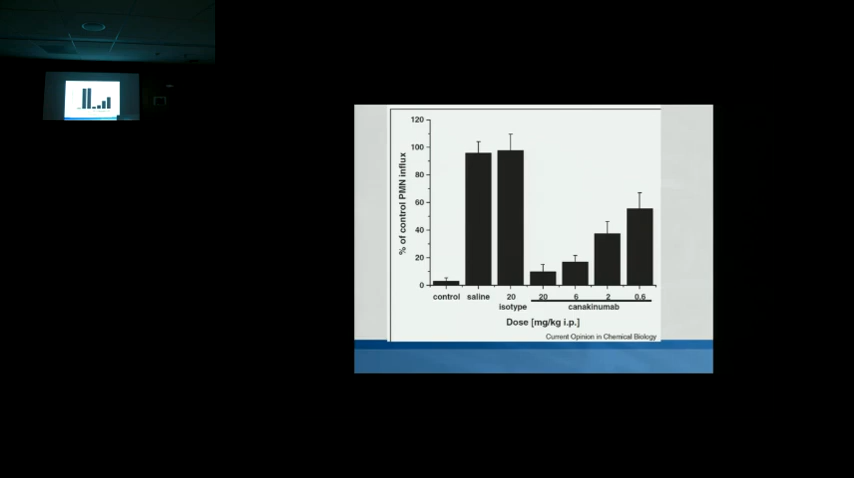 120
100
80
60
40
20
0
% of control PMN influx
control saline 20 20 6 2 0.6
isotype canakinumab
Dose [mg/kg i.p.]
Current Opinion in Chemical Biology